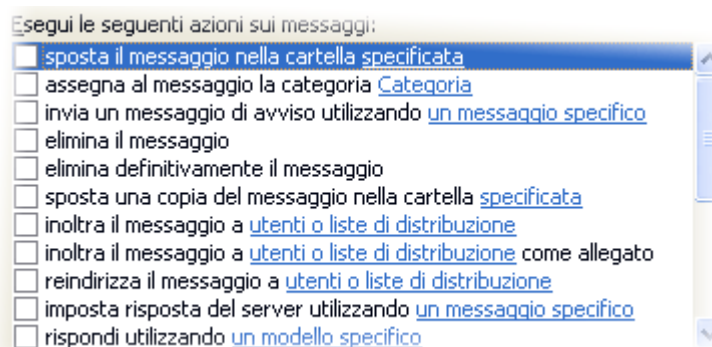 Esegui le seguenti azioni sui messaggi:
sposta il messaggio nella cartella specificata
assegna al messaggio la categoria Categoria
invia un messaggio di avviso utilizzando un messaggio specifico
elimina il messaggio
elimina definitivamente il messaggio
sposta una copia del messaggio nella cartella specificata
inoltra il messaggio a utenti o liste di distribuzione
inoltra il messaggio a utenti o liste di distribuzione come allegato
reindirizza il messaggio a utenti o liste di distribuzione
imposta risposta del server utilizzando un messaggio specifico
rispondi utilizzando un modello specifico